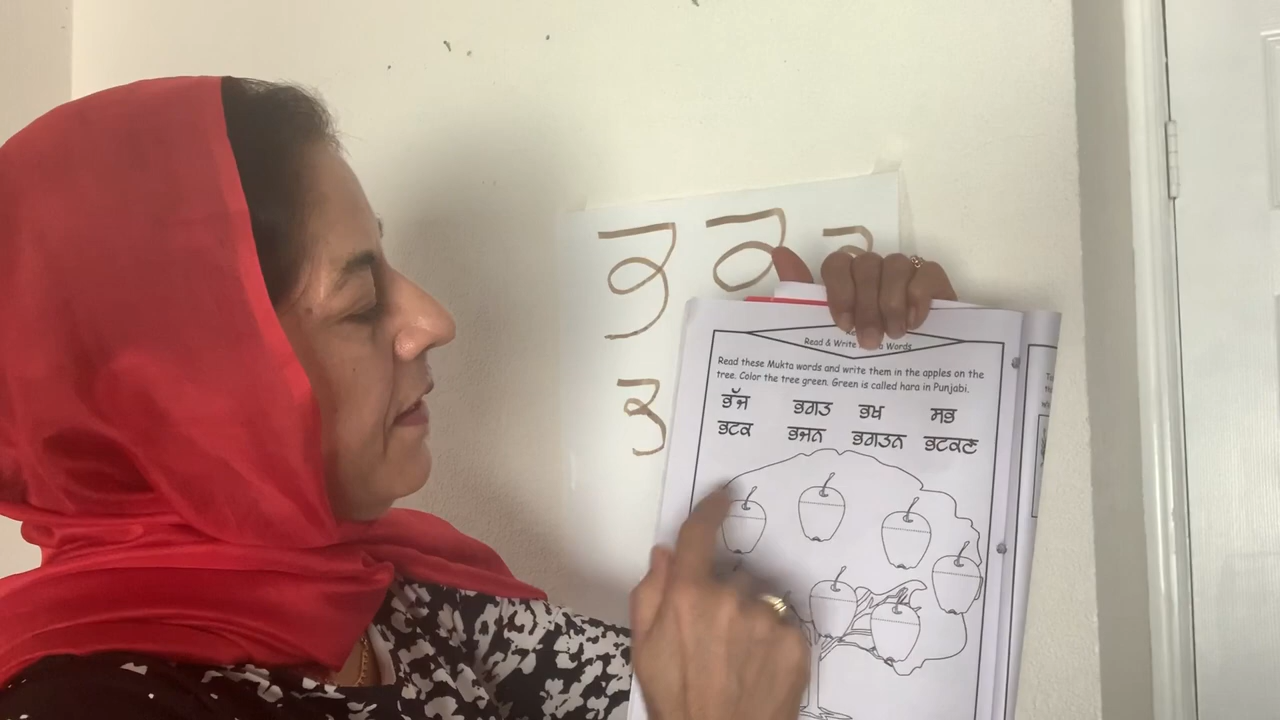 Read & Write Words
Read these Mukta words and write them in the apples on the
tree. Color the tree green. Green is called hara in Punjabi.
ਭੱਜ ਭਗਤ ਭਖ ਸਭ
ਭਟਕ ਭਜਨ ਭਗਤਨ ਭਟਕਣ